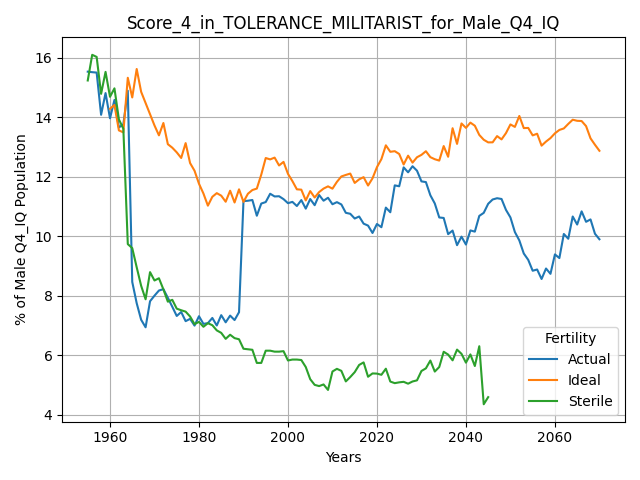 Score_4_in_TOLERANCE_MILITARIST_for_Male_Q4_IQ
% of Male Q4_IQ Population
16
14
12
10
8
6
4
1960 1980 2000 2020 2040 2060
Years
Fertility
Actual
Ideal
Sterile